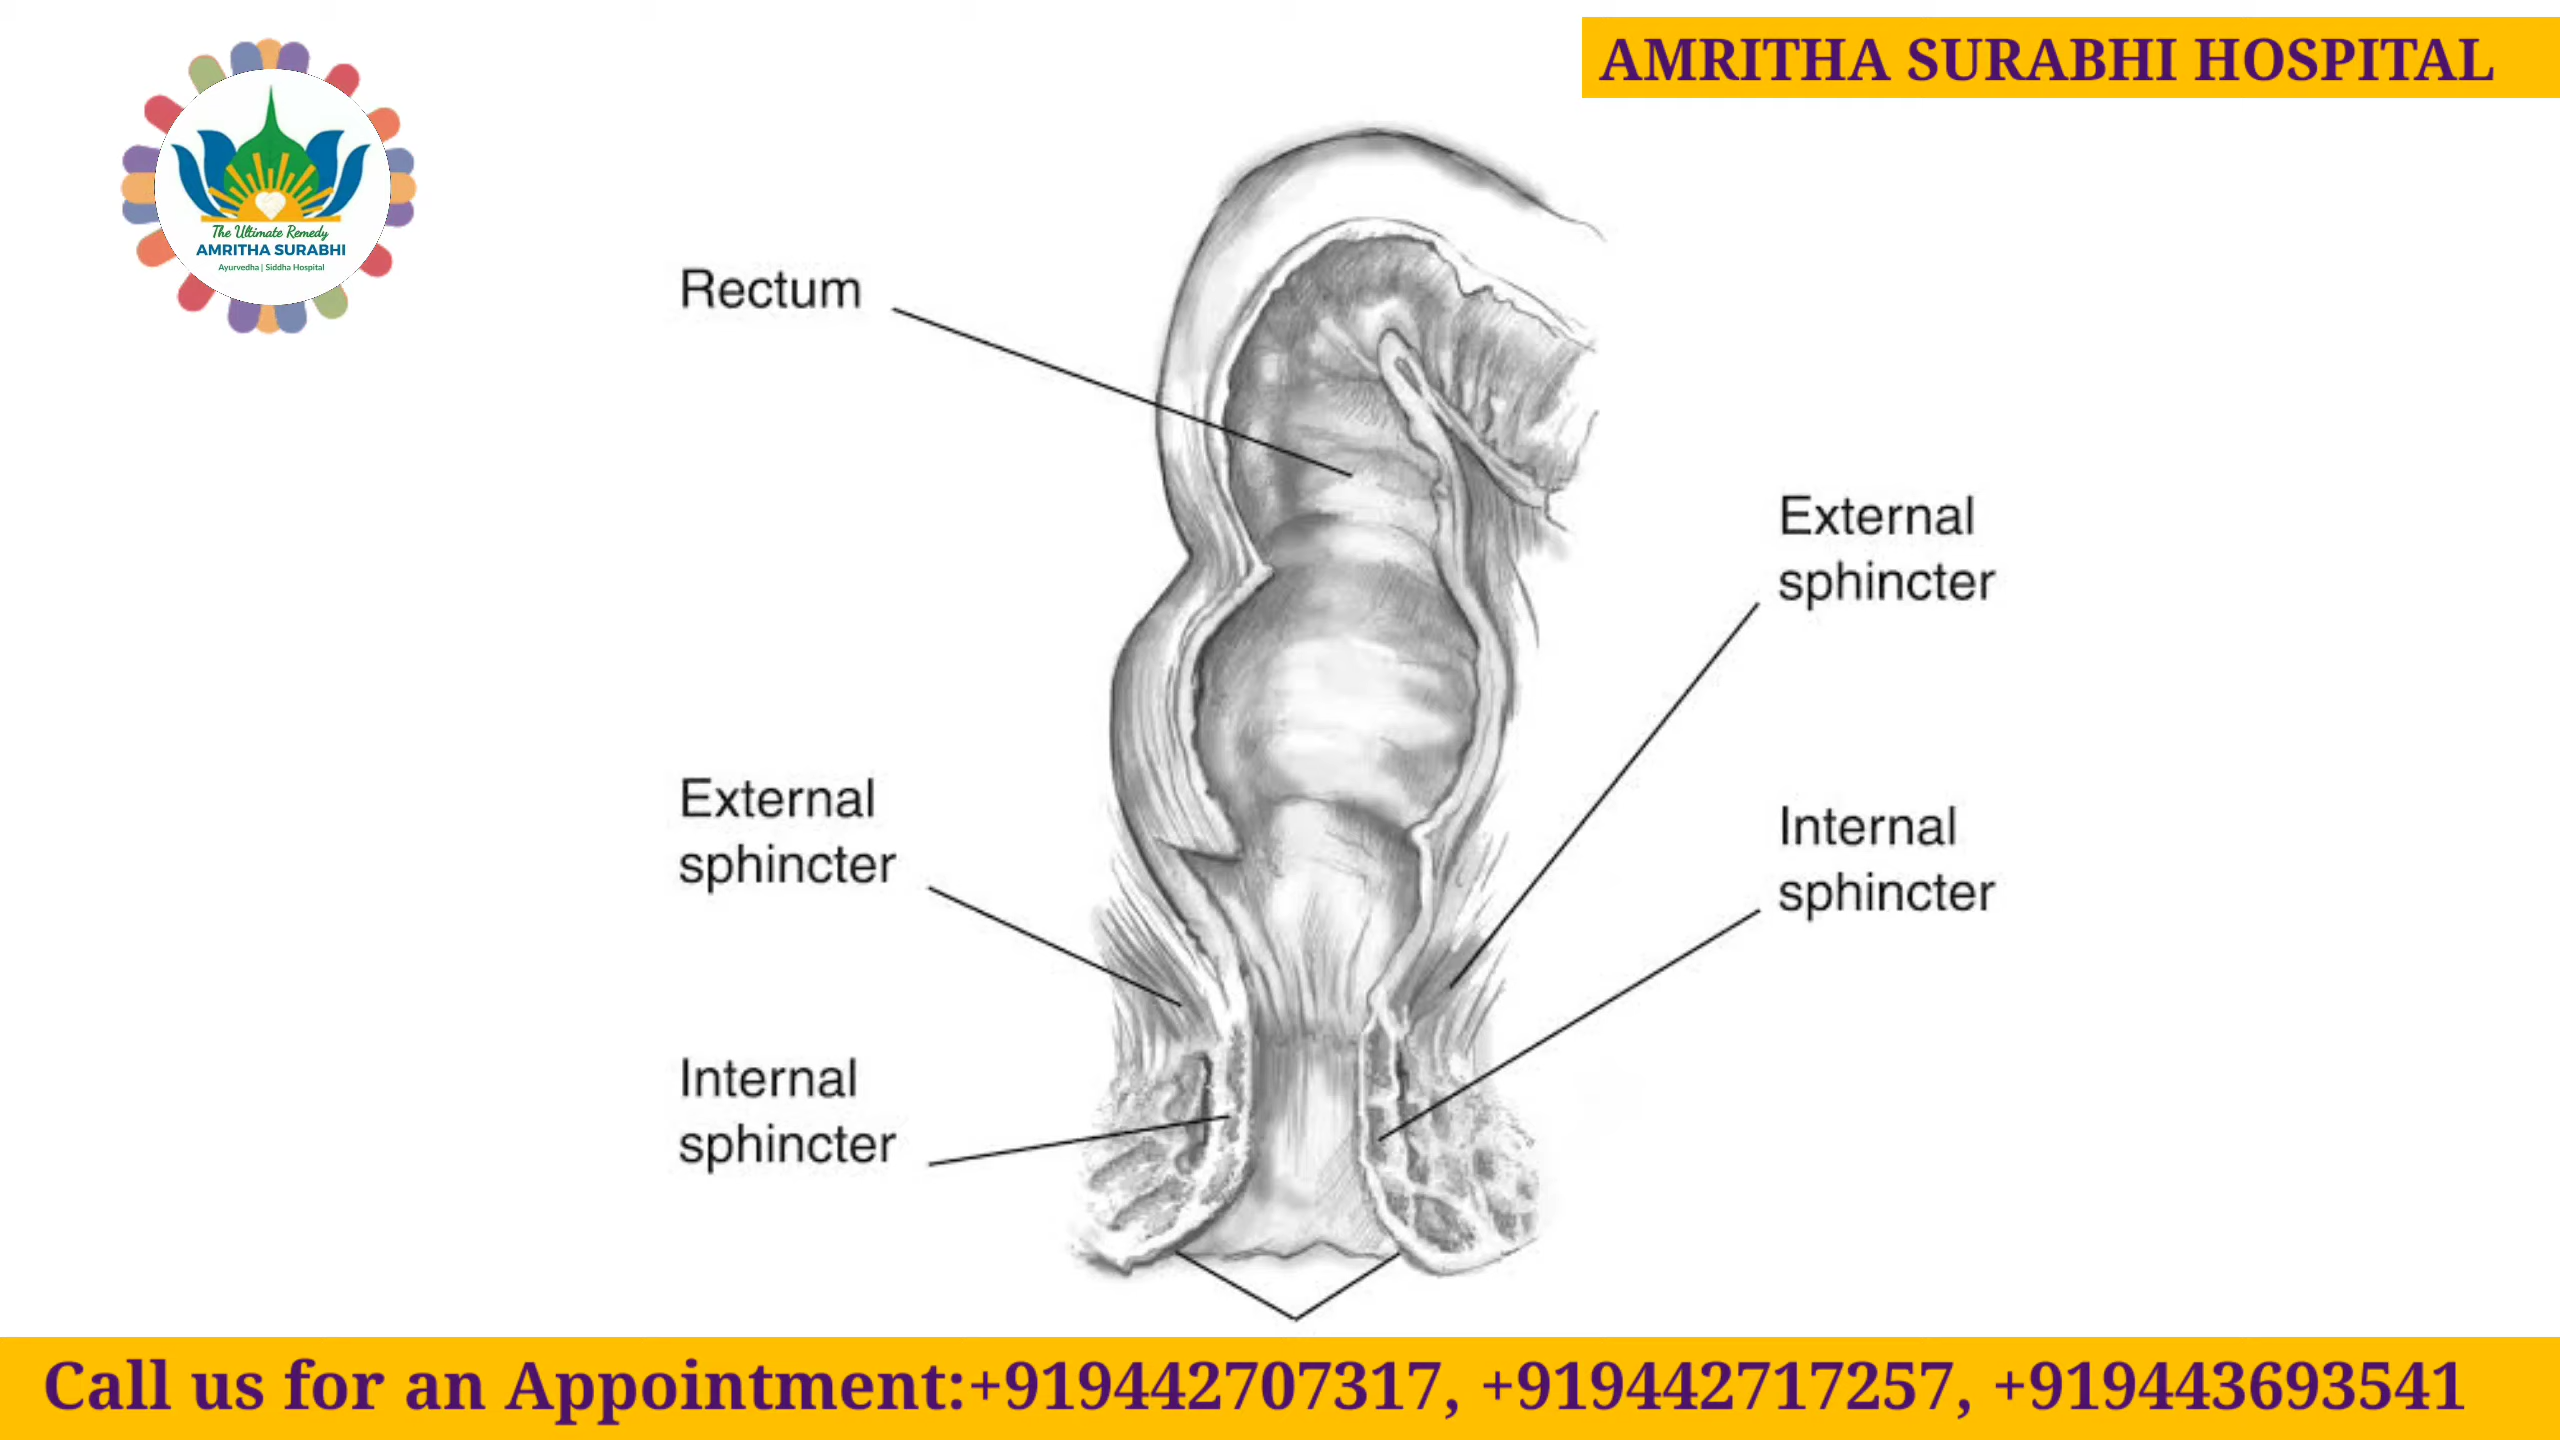 AMRITHA SURABHI HOSPITAL
The Ultimate Remedy
AMRITHA SURABHI
Ayurvedha | Siddha Hospital
Rectum
External
sphincter
External
sphincter
Internal
sphincter
Internal
sphincter
Call us for an Appointment:+919442707317, +919442717257, +919443693541